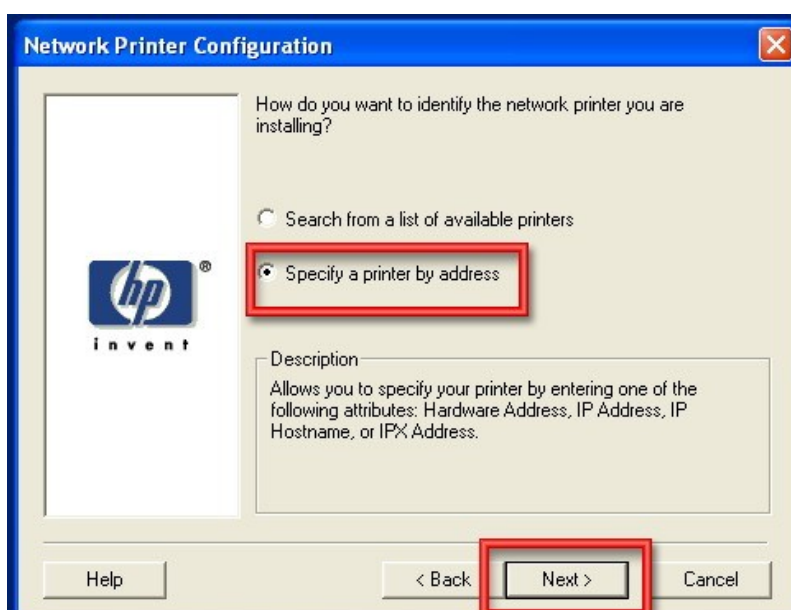 Network Printer Configuration
How do you want to identify the network printer you are
installing?
Search from a list of available printers
Specify a printer by address
hp ®
invent
Description
Allows you to specify your printer by entering one of the
following attributes: Hardware Address, IP Address, IP
Hostname, or IPX Address.
Help < Back Next > Cancel